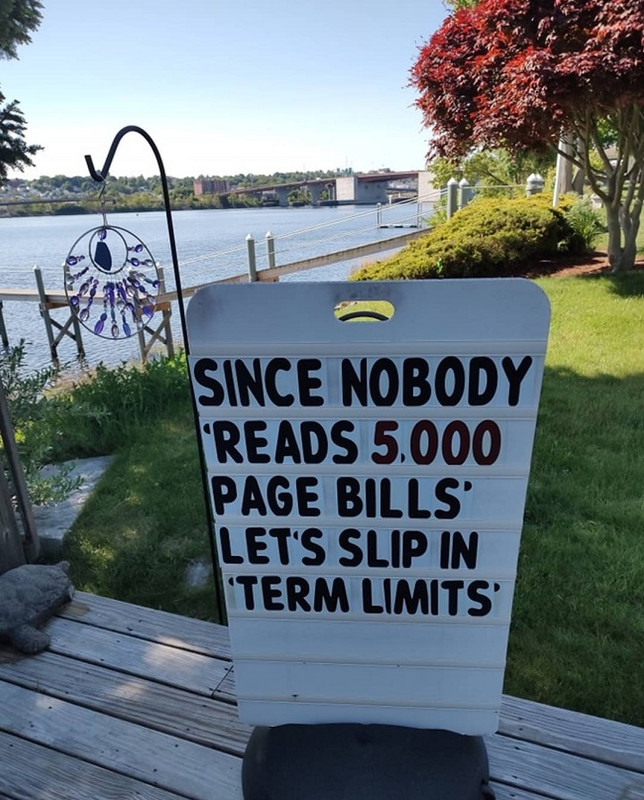 SINCE NOBODY
'READS 5,000
PAGE BILLS'
LET'S SLIP IN
'TERM LIMITS'